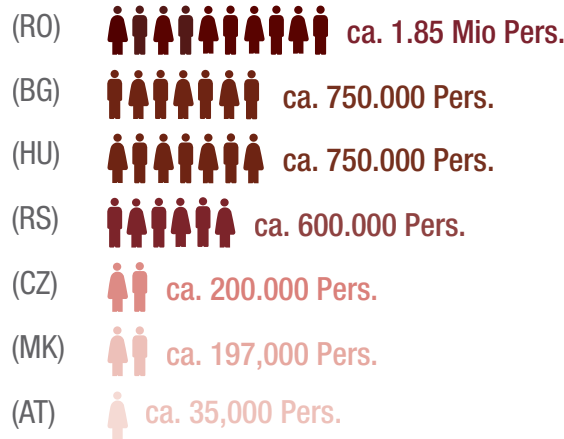 (RO) ca. 1.85 Mio Pers.
(BG) ca. 750.000 Pers.
(HU) ca. 750.000 Pers.
(RS) ca. 600.000 Pers.
(CZ) ca. 200.000 Pers.
(MK) ca. 197,000 Pers.
(AT) ca. 35,000 Pers.